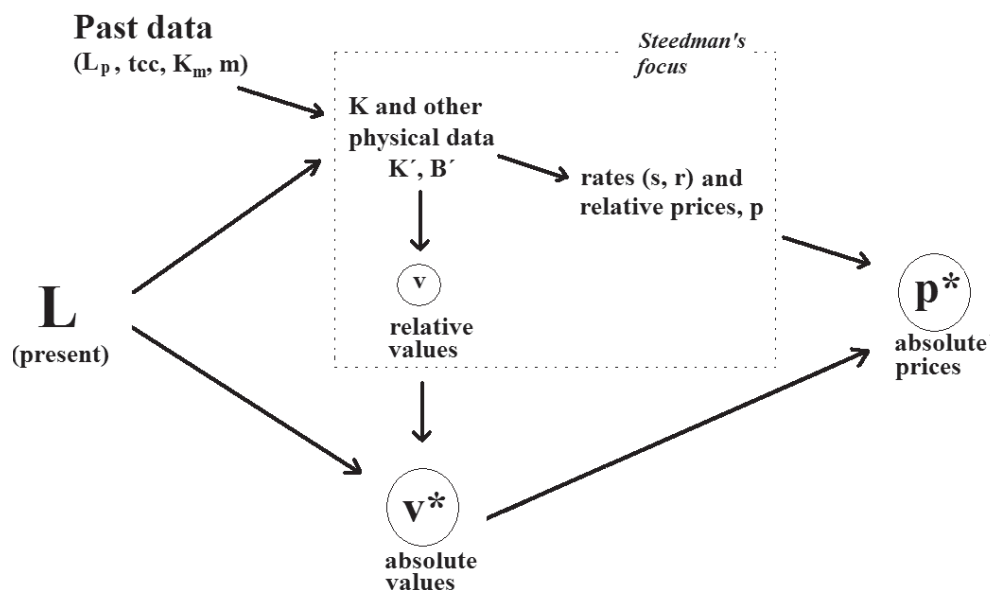 Past data
(Lp, tcc, Km, m)
Steedman's
focus
K and other
physical data
K´, B´
rates (s, r) and
relative prices, p
v
relative
values
L
(present)
p*
absolute
prices
v*
absolute
values